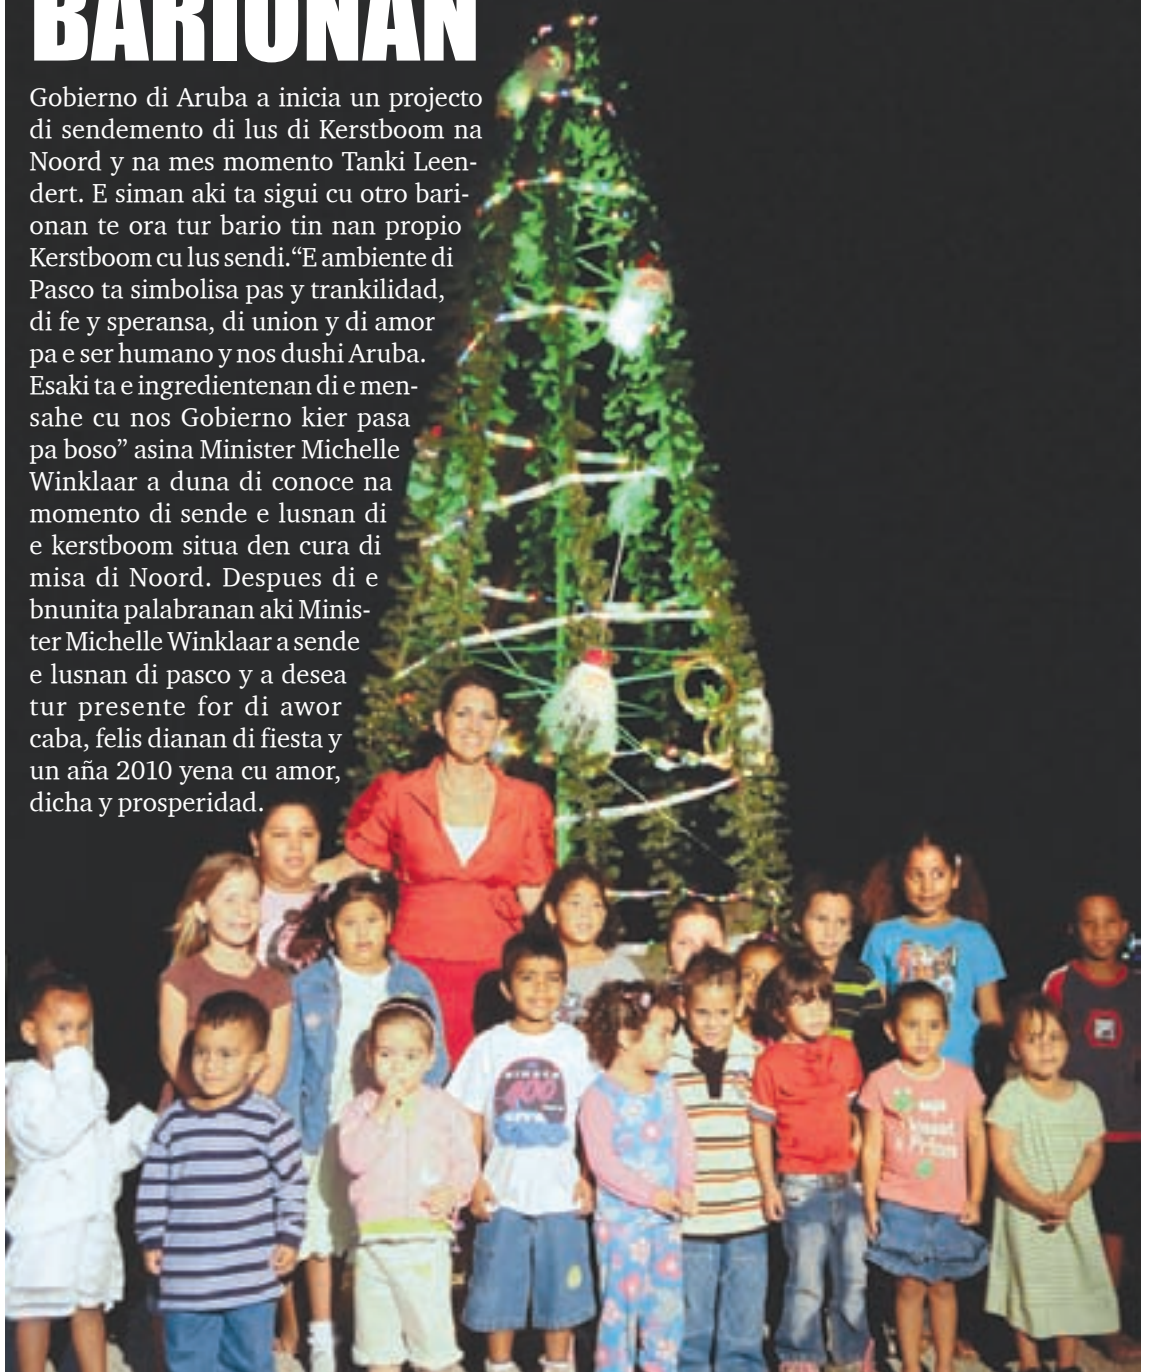 BARIONAN
Gobierno di Aruba a inicia un projecto
di sendemento di lus di Kerstboom na
Noord y na mes momento Tanki Leen-
dert. E siman aki ta sigui cu otro bari-
onan te ora tur bario tin nan propio
Kerstboom cu lus sendi.“E ambiente di
Pasco ta simbolisa pas y trankilidad,
di fe y speransa, di union y di amor
pa e ser humano y nos dushi Aruba.
Esaki ta e ingredientenan di e men-
sahe cu nos Gobierno kier pasa
pa boso” asina Minister Michelle
Winklaar a duna di conoce na
momento di sende e lusnan di
e kerstboom situa den cura di
misa di Noord. Despues di e
bnunita palabranan aki Minis-
ter Michelle Winklaar a sende
e lusnan di pasco y a desea
tur presente for di awor
caba, felis dianan di fiesta y
un aña 2010 yena cu amor,
dicha y prosperidad.
400